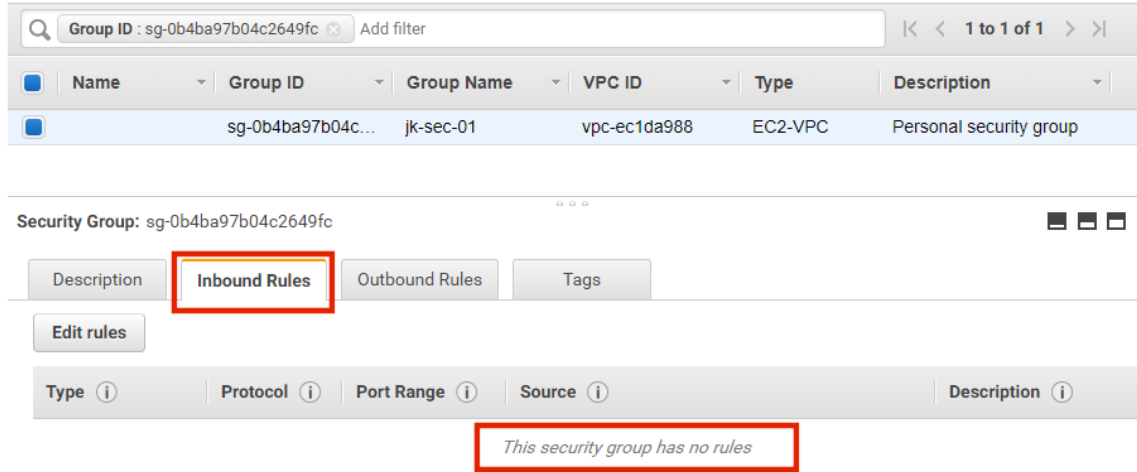 Group ID : sg-0b4ba97b04c2649fc Add filter 1 to 1 of 1
Name Group ID Group Name VPC ID Type Description
sg-0b4ba97b04c... jk-sec-01 vpc-ec1da988 EC2-VPC Personal security group
Security Group: sg-0b4ba97b04c2649fc
Description Inbound Rules Outbound Rules Tags
Edit rules
Type Protocol Port Range Source Description
This security group has no rules